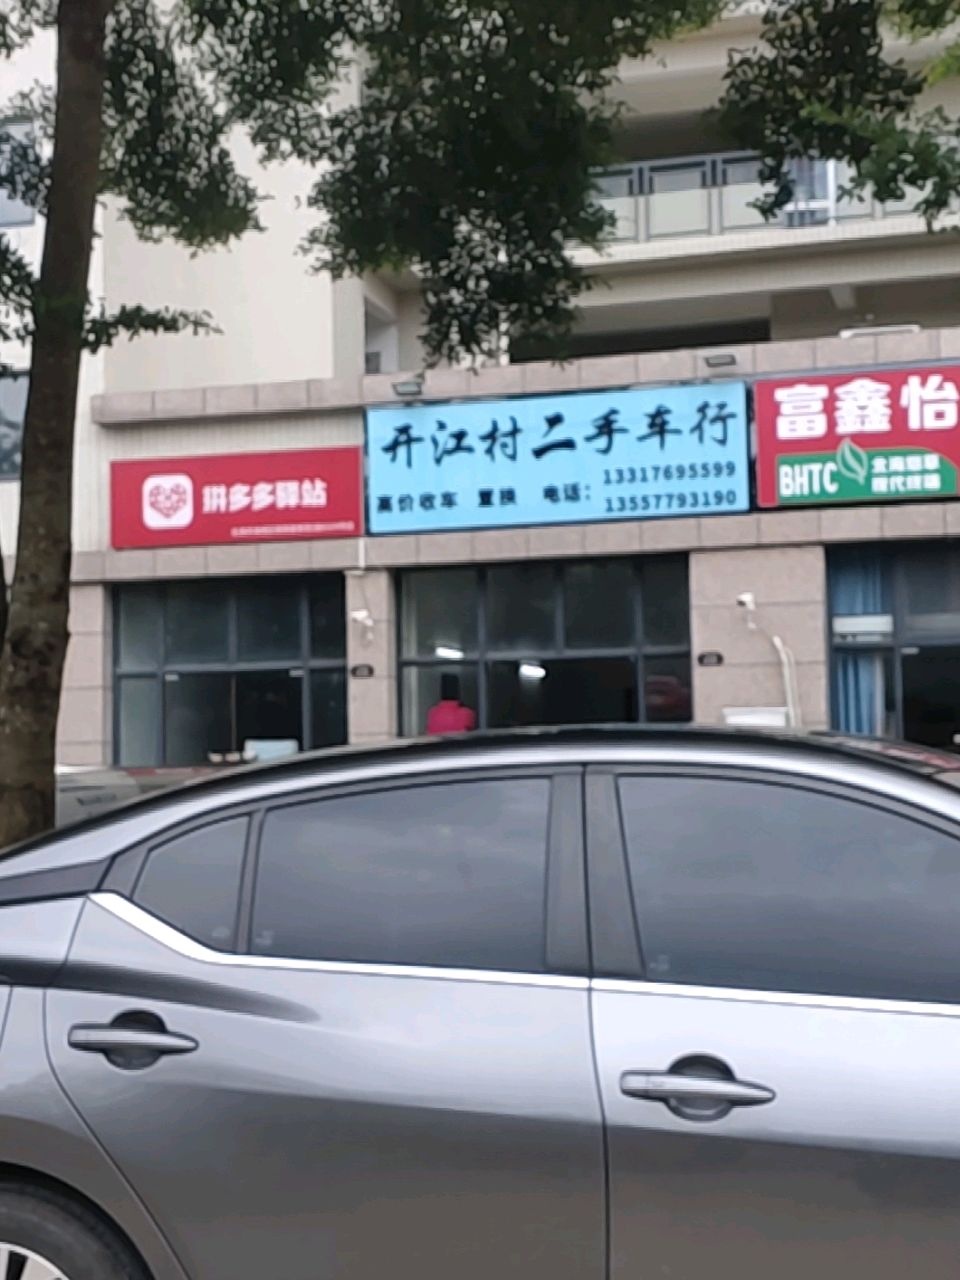 拼多多驿站
开江村二手车行
高价收车 置换 电话：
13317695599
13557793190
富鑫怡
BHTC